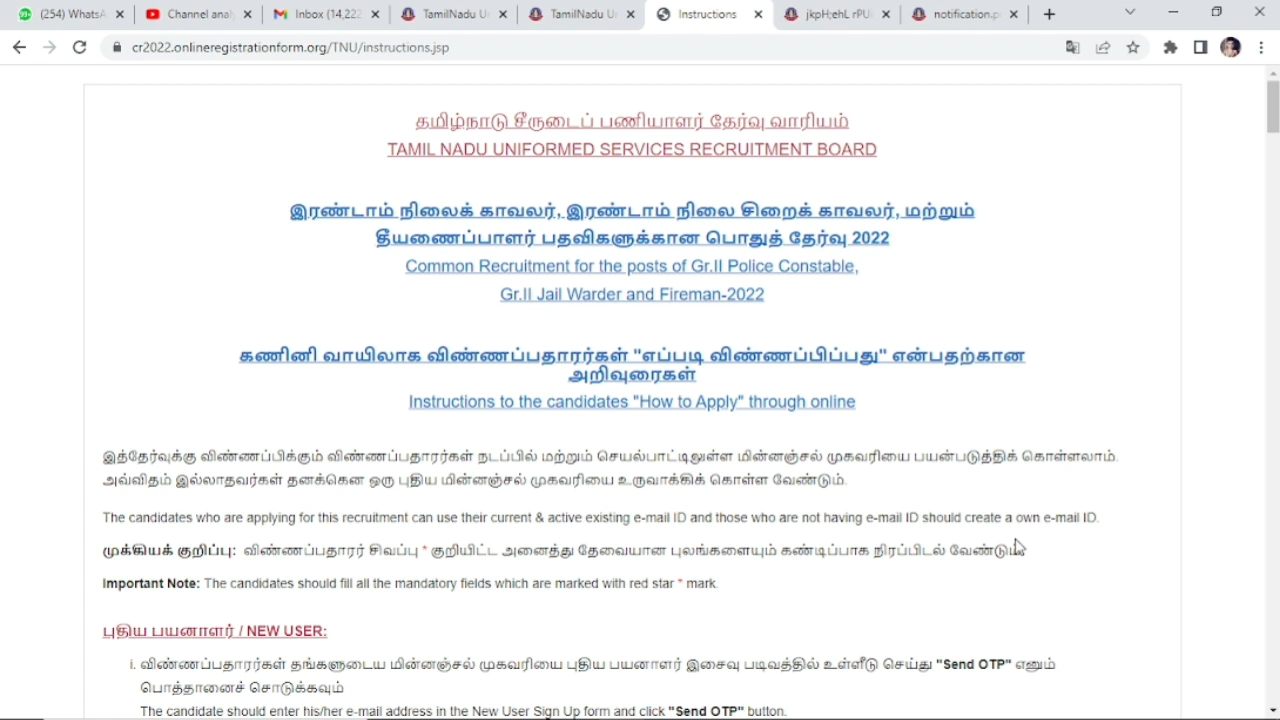 (254) WhatsA
Channel anal
Inbox (14,222
TamilNadu U
TamilNadu U
Instructions
jkpH;ehL rPU
notification.p
cr2022.onlineregistrationform.org/TNU/instructions.jsp
தமிழ்நாடு சீருடைப் பணியாளர் தேர்வு வாரியம்
TAMIL NADU UNIFORMED SERVICES RECRUITMENT BOARD
இரண்டாம் நிலைக் காவலர், இரண்டாம் நிலை சிறைக் காவலர், மற்றும்
தீயணைப்பாளர் பதவிகளுக்கான பொதுத் தேர்வு 2022
Common Recruitment for the posts of Gr.II Police Constable,
Gr.II Jail Warder and Fireman-2022
கணினி வாயிலாக விண்ணப்பதாரர்கள் "எப்படி விண்ணப்பிப்பது" என்பதற்கான
அறிவுரைகள்
Instructions to the candidates "How to Apply" through online
இத்தேர்வுக்கு விண்ணப்பிக்கும் விண்ணப்பதாரர்கள் நடப்பில் மற்றும் செயல்பாட்டிலுள்ள மின்னஞ்சல் முகவரியை பயன்படுத்திக் கொள்ளலாம்.
அவ்விதம் இல்லாதவர்கள் தனக்கென ஒரு புதிய மின்னஞ்சல் முகவரியை உருவாக்கிக் கொள்ள வேண்டும்.
The candidates who are applying for this recruitment can use their current & active existing e-mail ID and those who are not having e-mail ID should create a own e-mail ID.
முக்கியக் குறிப்பு: விண்ணப்பதாரர் சிவப்பு * குறியிட்ட அனைத்து தேவையான புலங்களையும் கண்டிப்பாக நிரப்பிடல் வேண்டும்.
Important Note: The candidates should fill all the mandatory fields which are marked with red star * mark.
புதிய பயனாளர் / NEW USER:
i. விண்ணப்பதாரர்கள் தங்களுடைய மின்னஞ்சல் முகவரியை புதிய பயனாளர் இசைவு படிவத்தில் உள்ளீடு செய்து "Send OTP" எனும்
பொத்தானைச் சொடுக்கவும்
The candidate should enter his/her e-mail address in the New User Sign Up form and click "Send OTP" button.